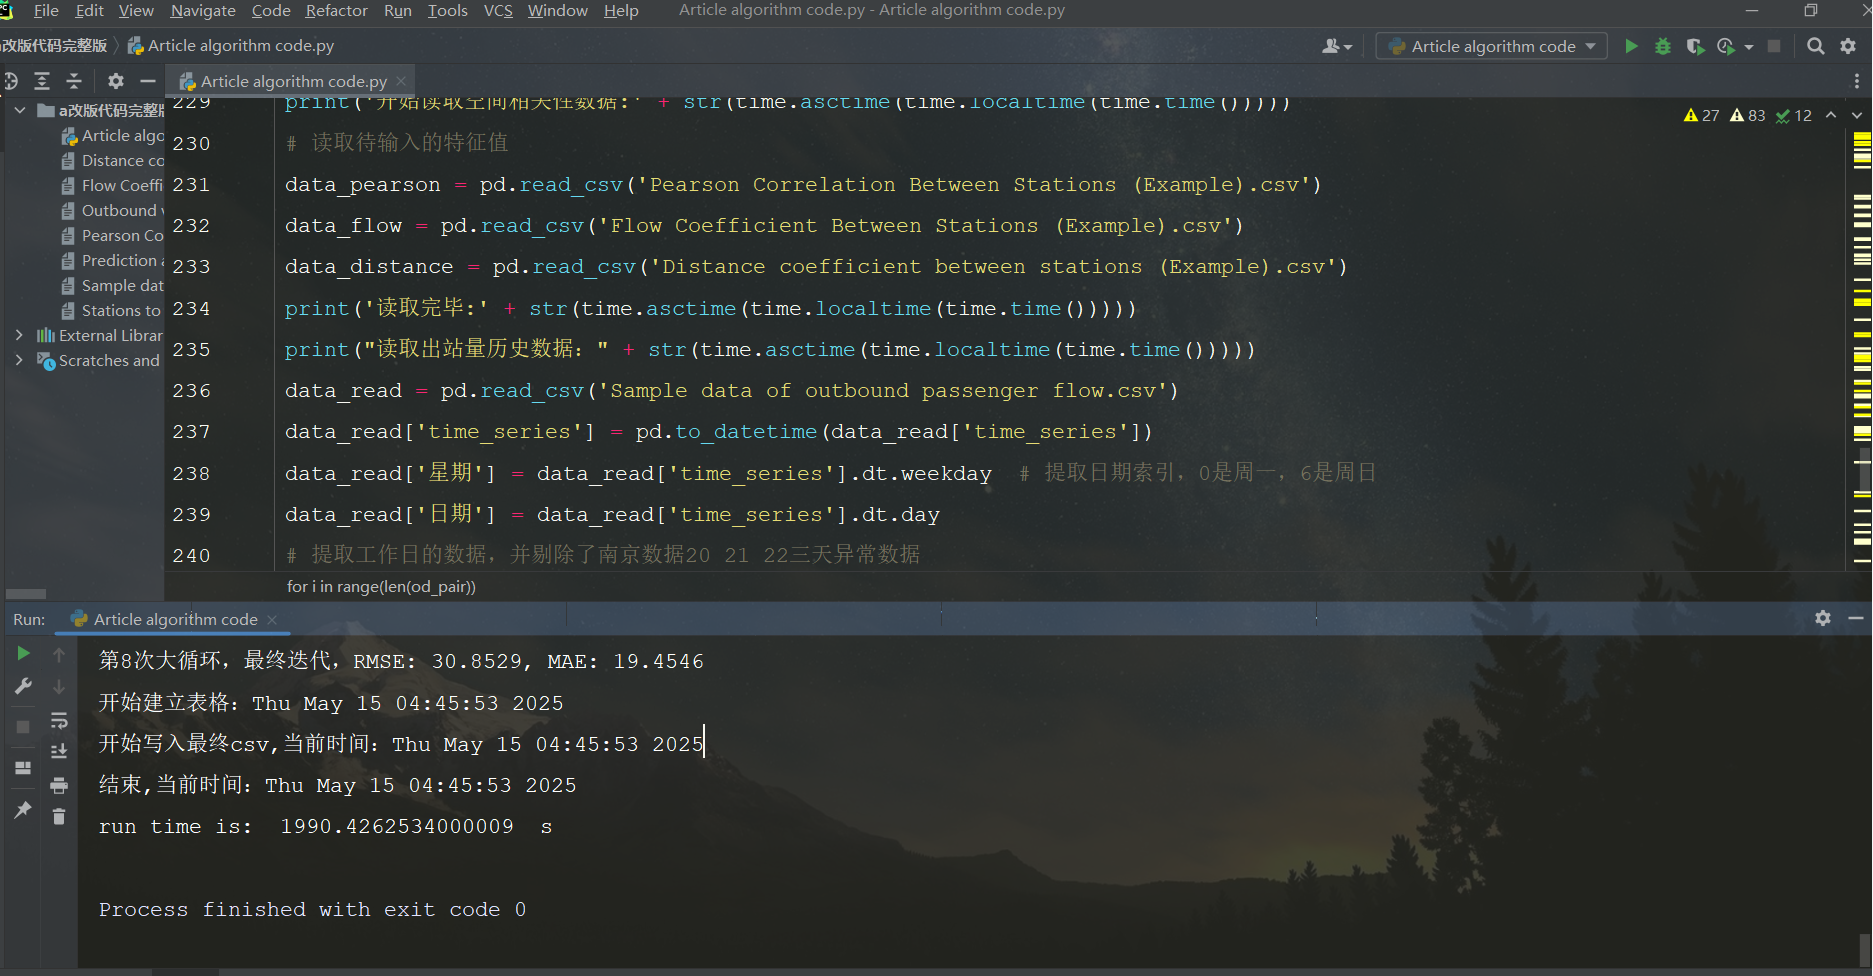 File Edit View Navigate Code Refactor Run Tools VCS Window Help Article algorithm code.py - Article algorithm code.py
改版代码完整版 Article algorithm code.py Article algorithm code
Article algorithm code.py
a改版代码完整
Article algo
Distance co
Flow Coeffi
Outbound
Pearson Co
Prediction
Sample dat
Stations to
External Librar
Scratches and
27 83 12
229 print('开始读取空间相关性数据:' + str(time.asctime(time.localtime(time.time()))))
230 # 读取待输入的特征值
231 data_pearson = pd.read_csv('Pearson Correlation Between Stations (Example).csv')
232 data_flow = pd.read_csv('Flow Coefficient Between Stations (Example).csv')
233 data_distance = pd.read_csv('Distance coefficient between stations (Example).csv')
234 print('读取完毕:' + str(time.asctime(time.localtime(time.time()))))
235 print("读取出站量历史数据：" + str(time.asctime(time.localtime(time.time()))))
236 data_read = pd.read_csv('Sample data of outbound passenger flow.csv')
237 data_read['time_series'] = pd.to_datetime(data_read['time_series'])
238 data_read['星期'] = data_read['time_series'].dt.weekday # 提取日期索引，0是周一，6是周日
239 data_read['日期'] = data_read['time_series'].dt.day
240 # 提取工作日的数据，并剔除了南京数据20 21 22三天异常数据
for i in range(len(od_pair))
Run: Article algorithm code
第8次大循环，最终迭代，RMSE: 30.8529, MAE: 19.4546
开始建立表格：Thu May 15 04:45:53 2025
开始写入最终csv,当前时间：Thu May 15 04:45:53 2025
结束,当前时间：Thu May 15 04:45:53 2025
run time is: 1990.4262534000009 s
Process finished with exit code 0